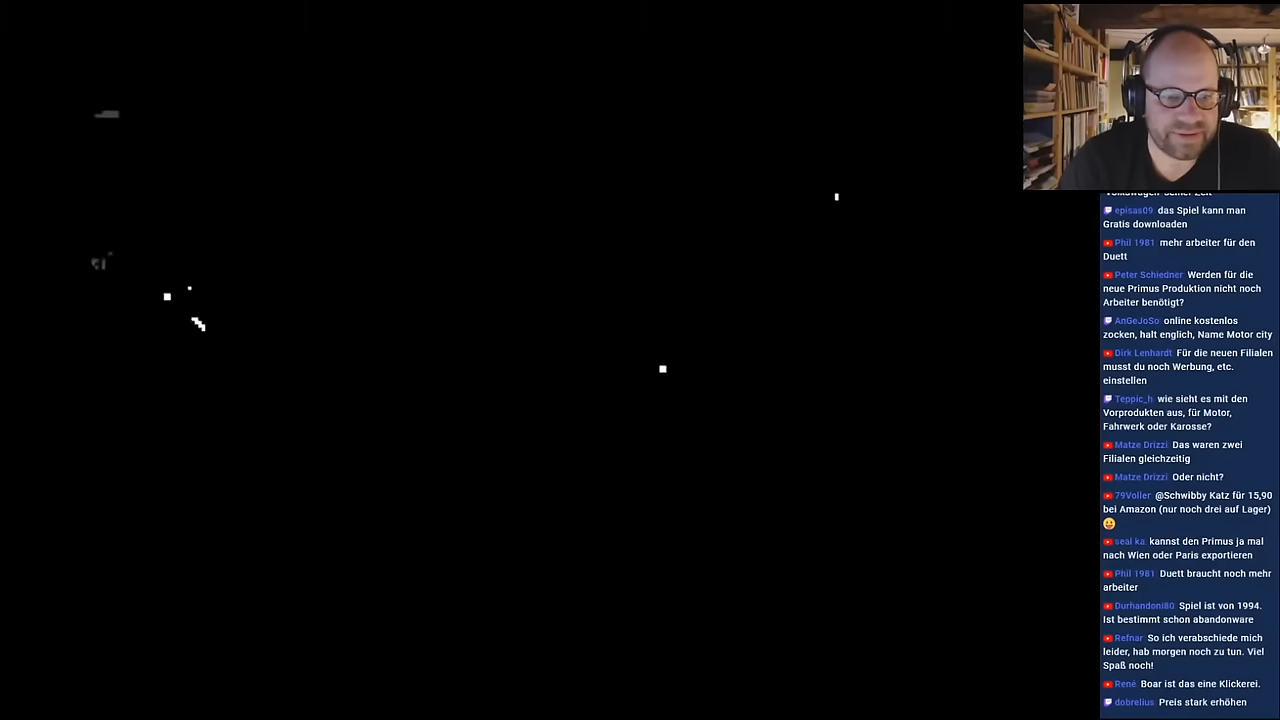 Volkswagen seiner Zeit
episas09 das Spiel kann man
Gratis downloaden
Phil 1981 mehr arbeiter für den
Duett
Peter Schiedner Werden für die
neue Primus Produktion nicht noch
Arbeiter benötigt?
AnGeJoSo online kostenlos
zocken, halt englich, Name Motor city
Dirk Lenhardt Für die neuen Filialen
musst du noch Werbung, etc.
einstellen
Teppic_h wie sieht es mit den
Vorprodukten aus, für Motor,
Fahrwerk oder Karosse?
Matze Drizzi Das waren zwei
Filialen gleichzeitig
Matze Drizzi Oder nicht?
79Voller @Schwibby Katz für 15,90
bei Amazon (nur noch drei auf Lager)
seal ka. kannst den Primus ja mal
nach Wien oder Paris exportieren
Phil 1981 Duett braucht noch mehr
arbeiter
Durhandoni80 Spiel ist von 1994.
Ist bestimmt schon abandonware
Refnar So ich verabschiede mich
leider, hab morgen noch zu tun. Viel
Spaß noch!
René Boar ist das eine Klickerei.
dobrelius Preis stark erhöhen